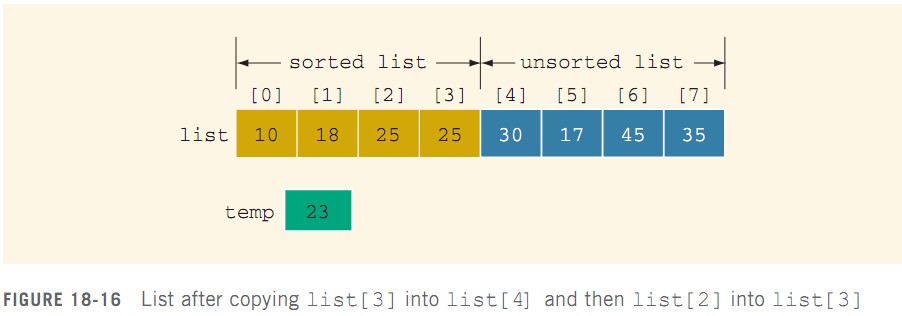 sorted list unsorted list
[0] [1] [2] [3] [4] [5] [6] [7]
list 10 18 25 25 30 17 45 35
temp 23
FIGURE 18-16 List after copying list[3] into list[4] and then list[2] into list[3]